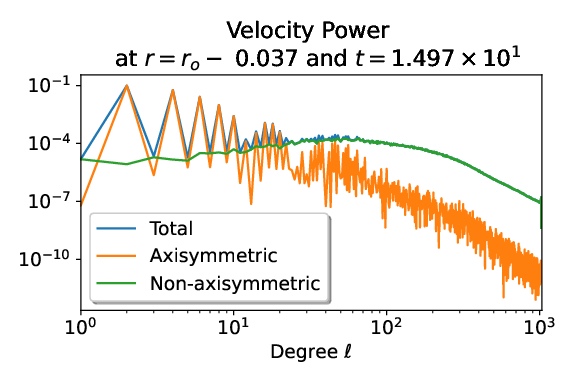 Velocity Power
at r = r_o − 0.037 and t = 1.497 × 10^1
10^−1
10^−4
10^−7
10^−10
Total
Axisymmetric
Non-axisymmetric
10^0 10^1 10^2 10^3
Degree ℓ